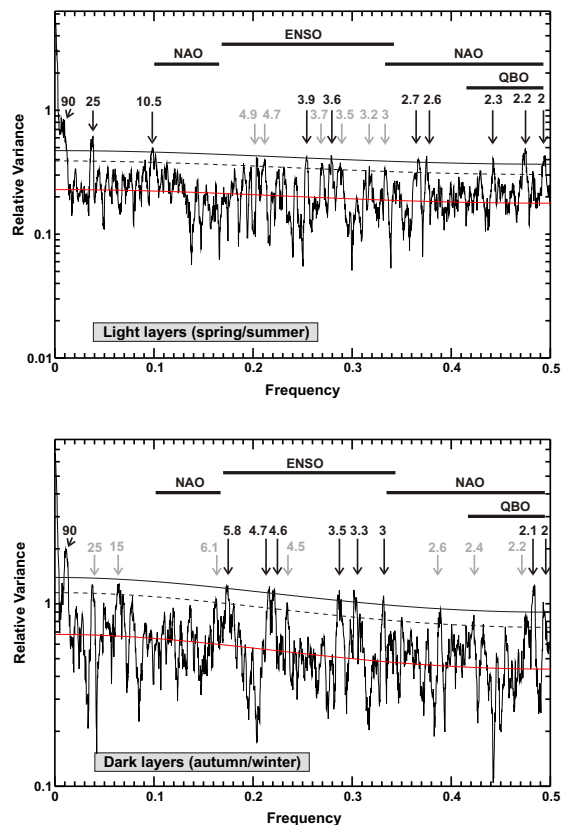 ENSO
NAO NAO
QBO
90 25 10.5 4.9 4.7 3.9 3.7 3.6 3.5 3.2 3 2.7 2.6 2.3 2.2 2
1
0.1
0.01
Relative Variance
Light layers (spring/summer)
0 0.1 0.2 0.3 0.4 0.5
Frequency
ENSO
NAO NAO
QBO
90 25 15 6.1 5.8 4.7 4.6 4.5 3.5 3.3 3 2.6 2.4 2.2 2.1 2
1
0.1
Relative Variance
Dark layers (autumn/winter)
0 0.1 0.2 0.3 0.4 0.5
Frequency